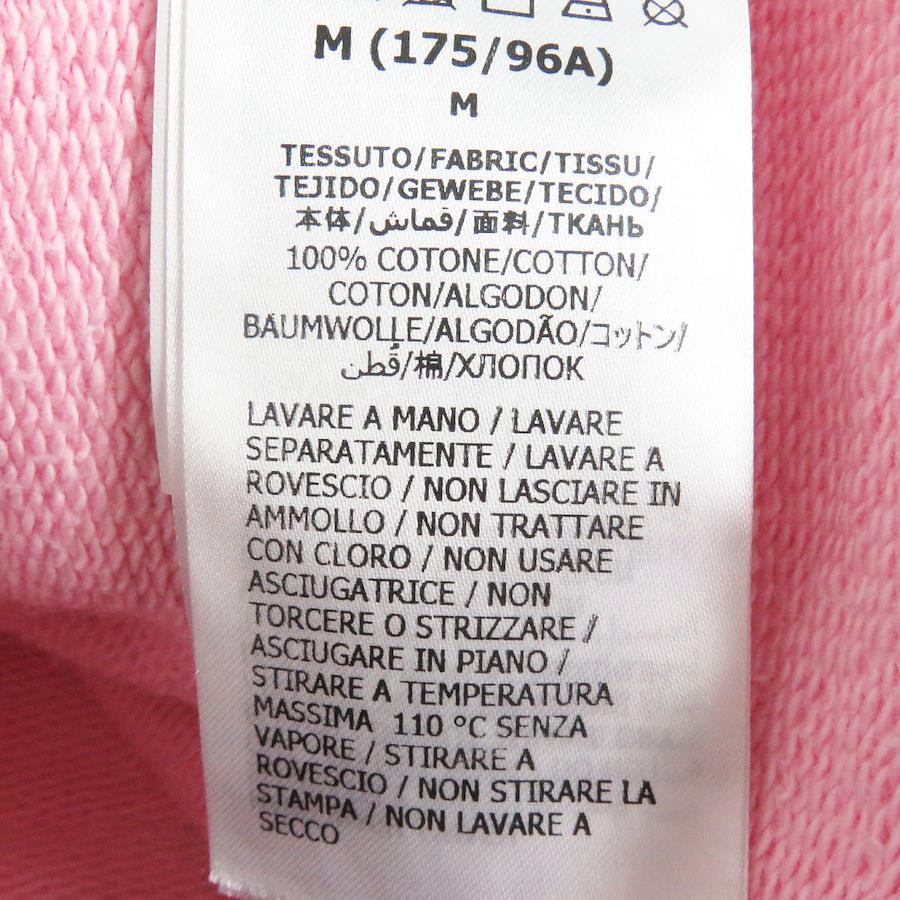 M (175/96A)
M
TESSUTO/FABRIC/TISSU/
TEJIDO/GEWEBE/TECIDO/
本体/قماش/面料/ТКАНЬ
100% COTONE/COTTON/
COTON/ALGODON/
BAUMWOLLE/ALGODÃO/コットン/
قُطن/棉/ХЛОПОК
LAVARE A MANO / LAVARE
SEPARATAMENTE / LAVARE A
ROVESCIO / NON LASCIARE IN
AMMOLLO / NON TRATTARE
CON CLORO / NON USARE
ASCIUGATRICE / NON
TORCERE O STRIZZARE /
ASCIUGARE IN PIANO /
STIRARE A TEMPERATURA
MASSIMA 110 °C SENZA
VAPORE / STIRARE A
ROVESCIO / NON STIRARE LA
STAMPA / NON LAVARE A
SECCO